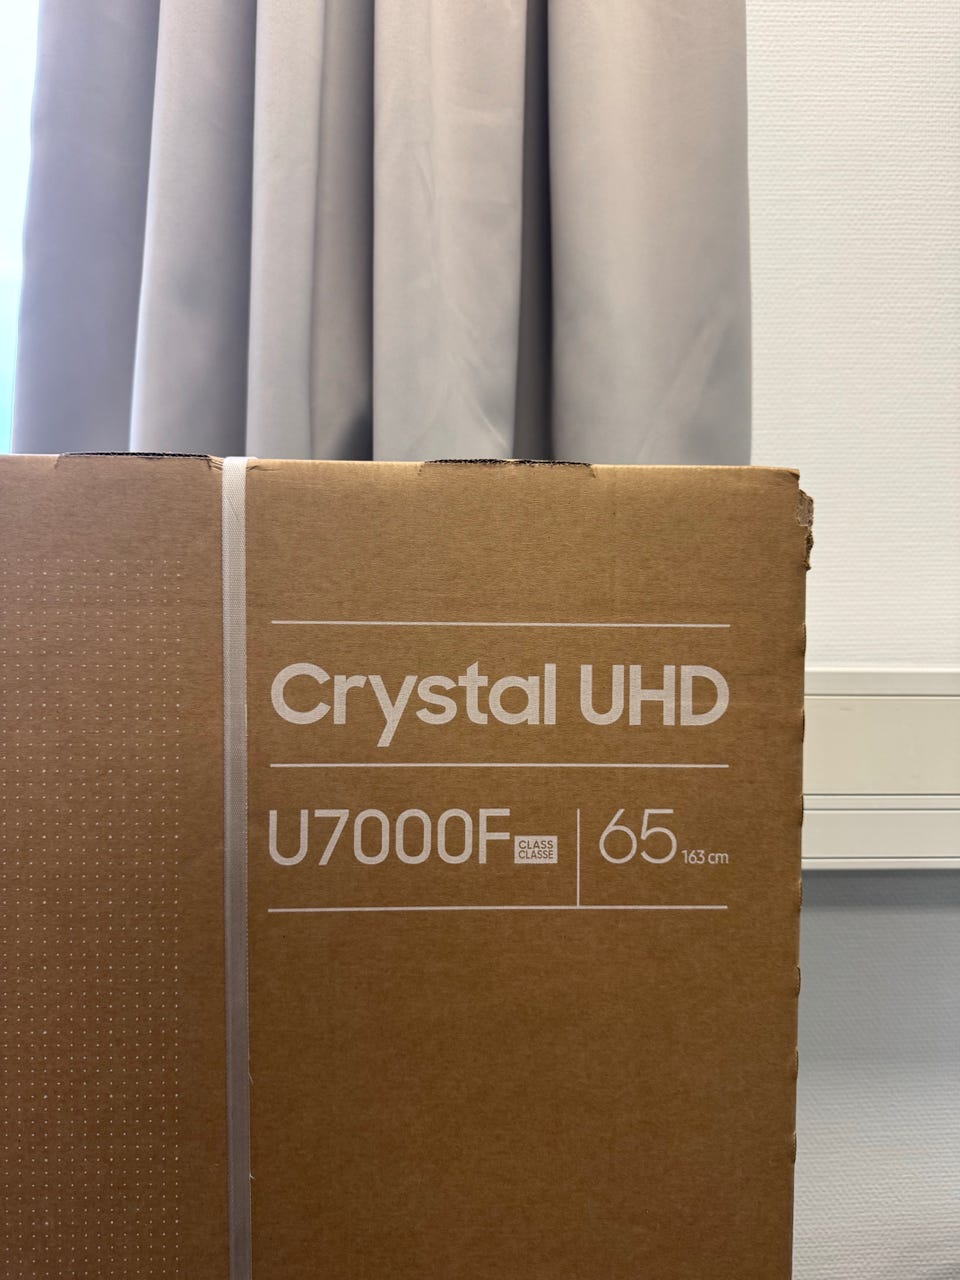 Crystal UHD
U7000F CLASS CLASSE 65 163 cm